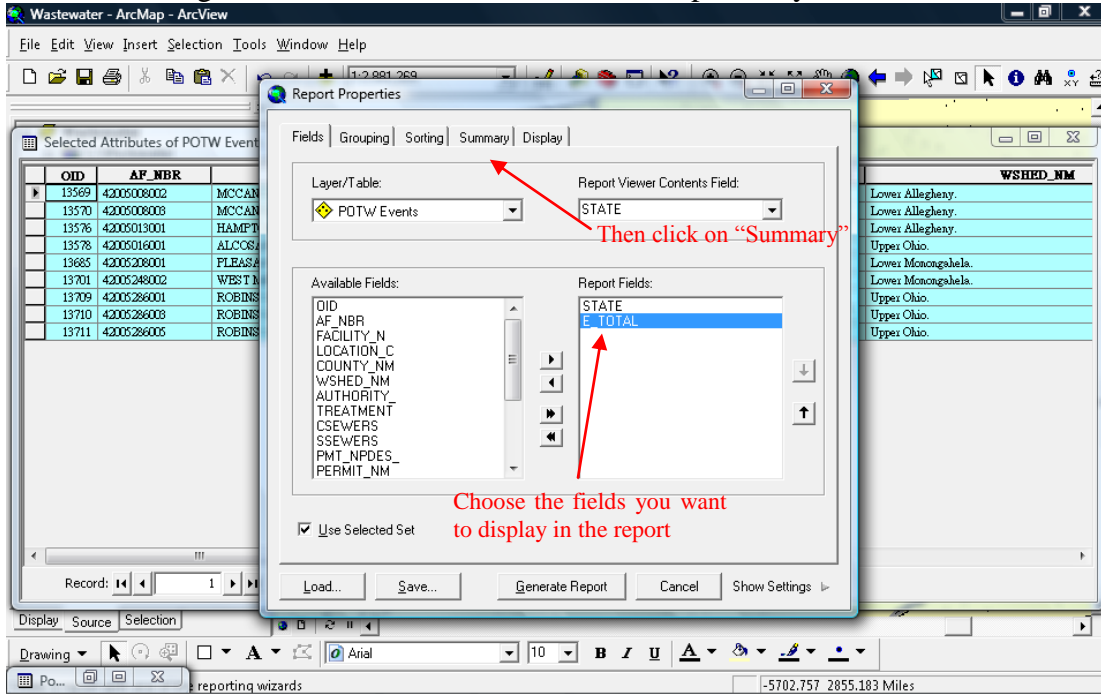 Wastewater - ArcMap - ArcView
File Edit View Insert Selection Tools Window Help
Report Properties
Selected Attributes of POTW Event
Fields Grouping Sorting Summary Display
OID AF_NBR WSHED_NM
13569 42005008002 MCCAN Lower Allegheny.
13570 42005008003 MCCAN Lower Allegheny.
13576 42005013001 HAMPT Lower Allegheny.
13578 42005016001 ALCOSA Upper Ohio.
13685 42005208001 PLEASA Lower Monongahela.
13701 42005248002 WEST M Lower Monongahela.
13709 42005286001 ROBINS Upper Ohio.
13710 42005286003 ROBINS Upper Ohio.
13711 42005286005 ROBINS Upper Ohio.
Layer/Table: Report Viewer Contents Field:
POTW Events STATE
Then click on “Summary”
Available Fields: Report Fields:
OID
AF_NBR
FACILITY_N
LOCATION_C
COUNTY_NM
WSHED_NM
AUTHORITY_
TREATMENT
CSEWERS
SSEWERS
PMT_NPDES_
PERMIT_NM
STATE
E_TOTAL
Choose the fields you want
to display in the report
Use Selected Set
Load... Save... Generate Report Cancel Show Settings
Record: 1
Display Source Selection
Drawing A Arial 10 B I U A
Po... reporting wizards -5702.757 2855.183 Miles